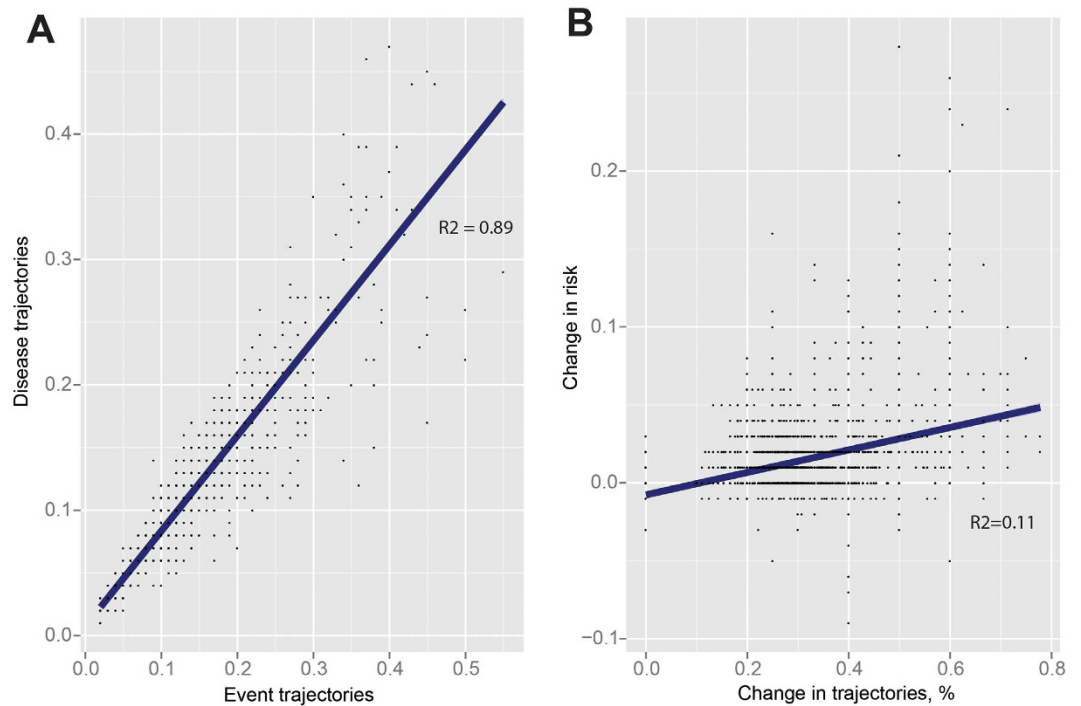 A
Disease trajectories
0.4
0.3
0.2
0.1
0.0
R2 = 0.89
0.0 0.1 0.2 0.3 0.4 0.5
Event trajectories
B
Change in risk
0.2
0.1
0.0
−0.1
R2=0.11
0.0 0.2 0.4 0.6 0.8
Change in trajectories, %